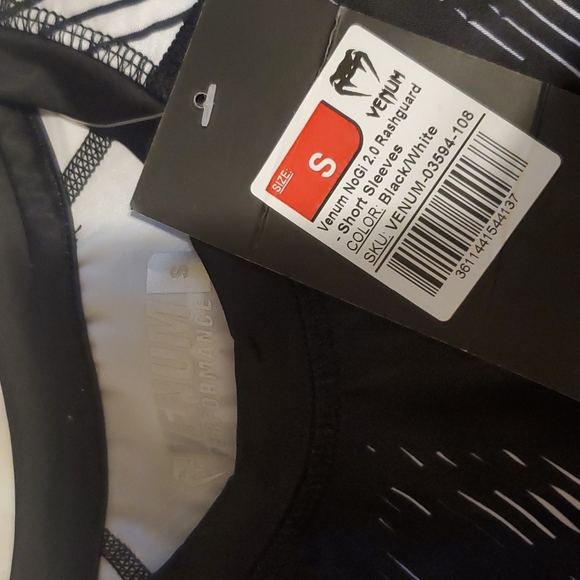 VENUM
SIZE:
S
Venum NoGi 2.0 Rashguard
- Short Sleeves
COLOR: Black/White
SKU: VENUM-03594-108
3611441544137
S
VENUM
PERFORMANCE